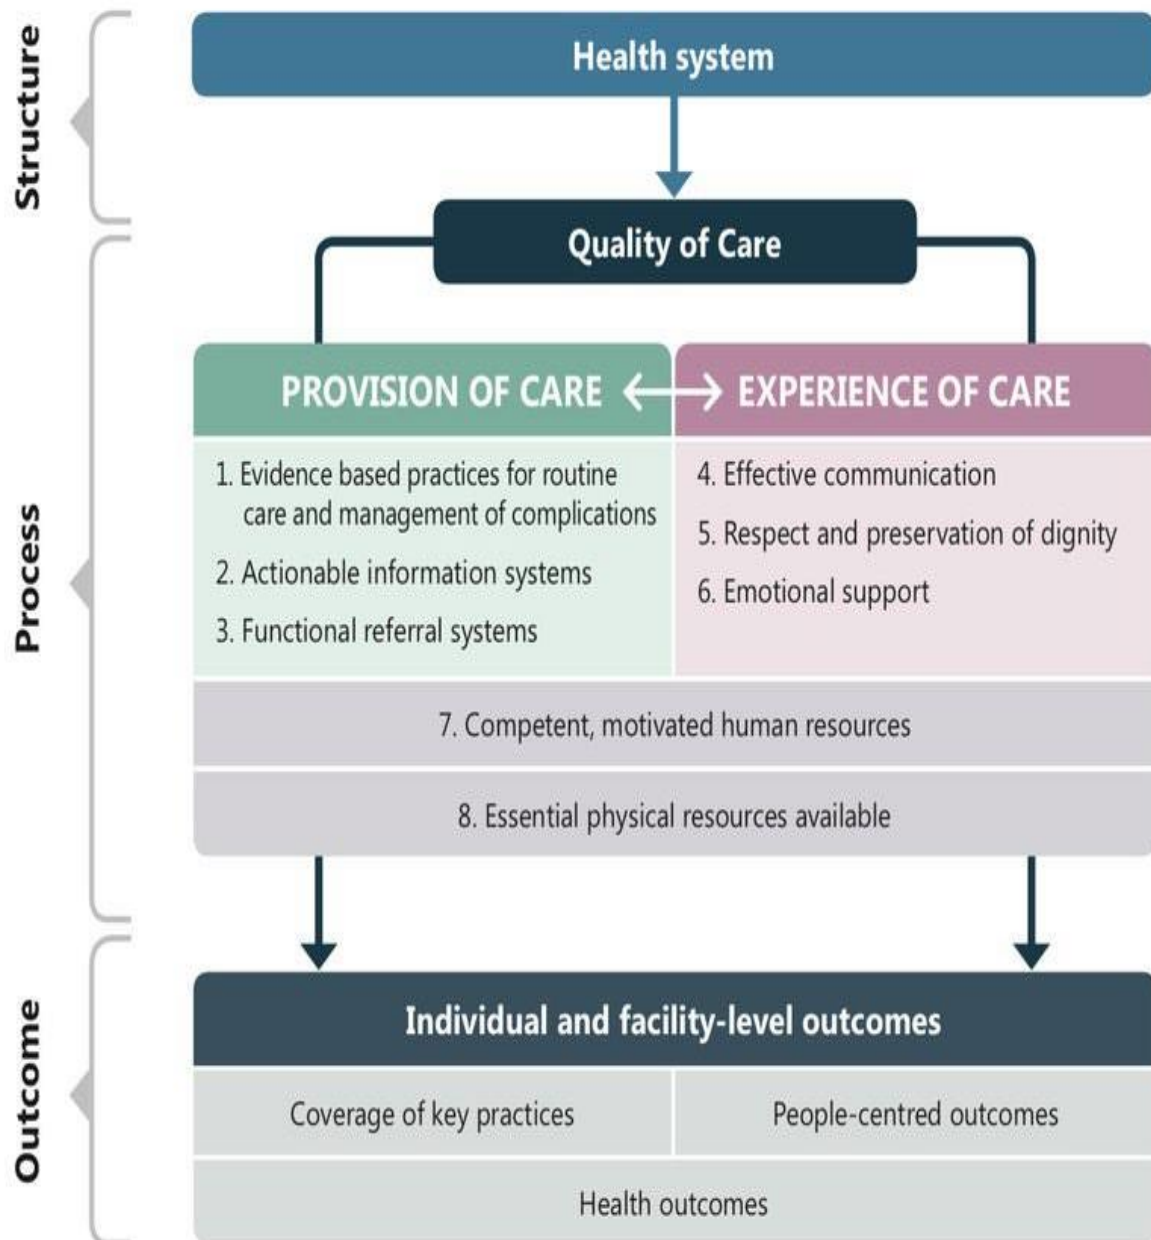 Structure
Health system
Quality of Care
Process
PROVISION OF CARE
EXPERIENCE OF CARE
1. Evidence based practices for routine
care and management of complications
2. Actionable information systems
3. Functional referral systems
4. Effective communication
5. Respect and preservation of dignity
6. Emotional support
7. Competent, motivated human resources
8. Essential physical resources available
Outcome
Individual and facility-level outcomes
Coverage of key practices
People-centred outcomes
Health outcomes